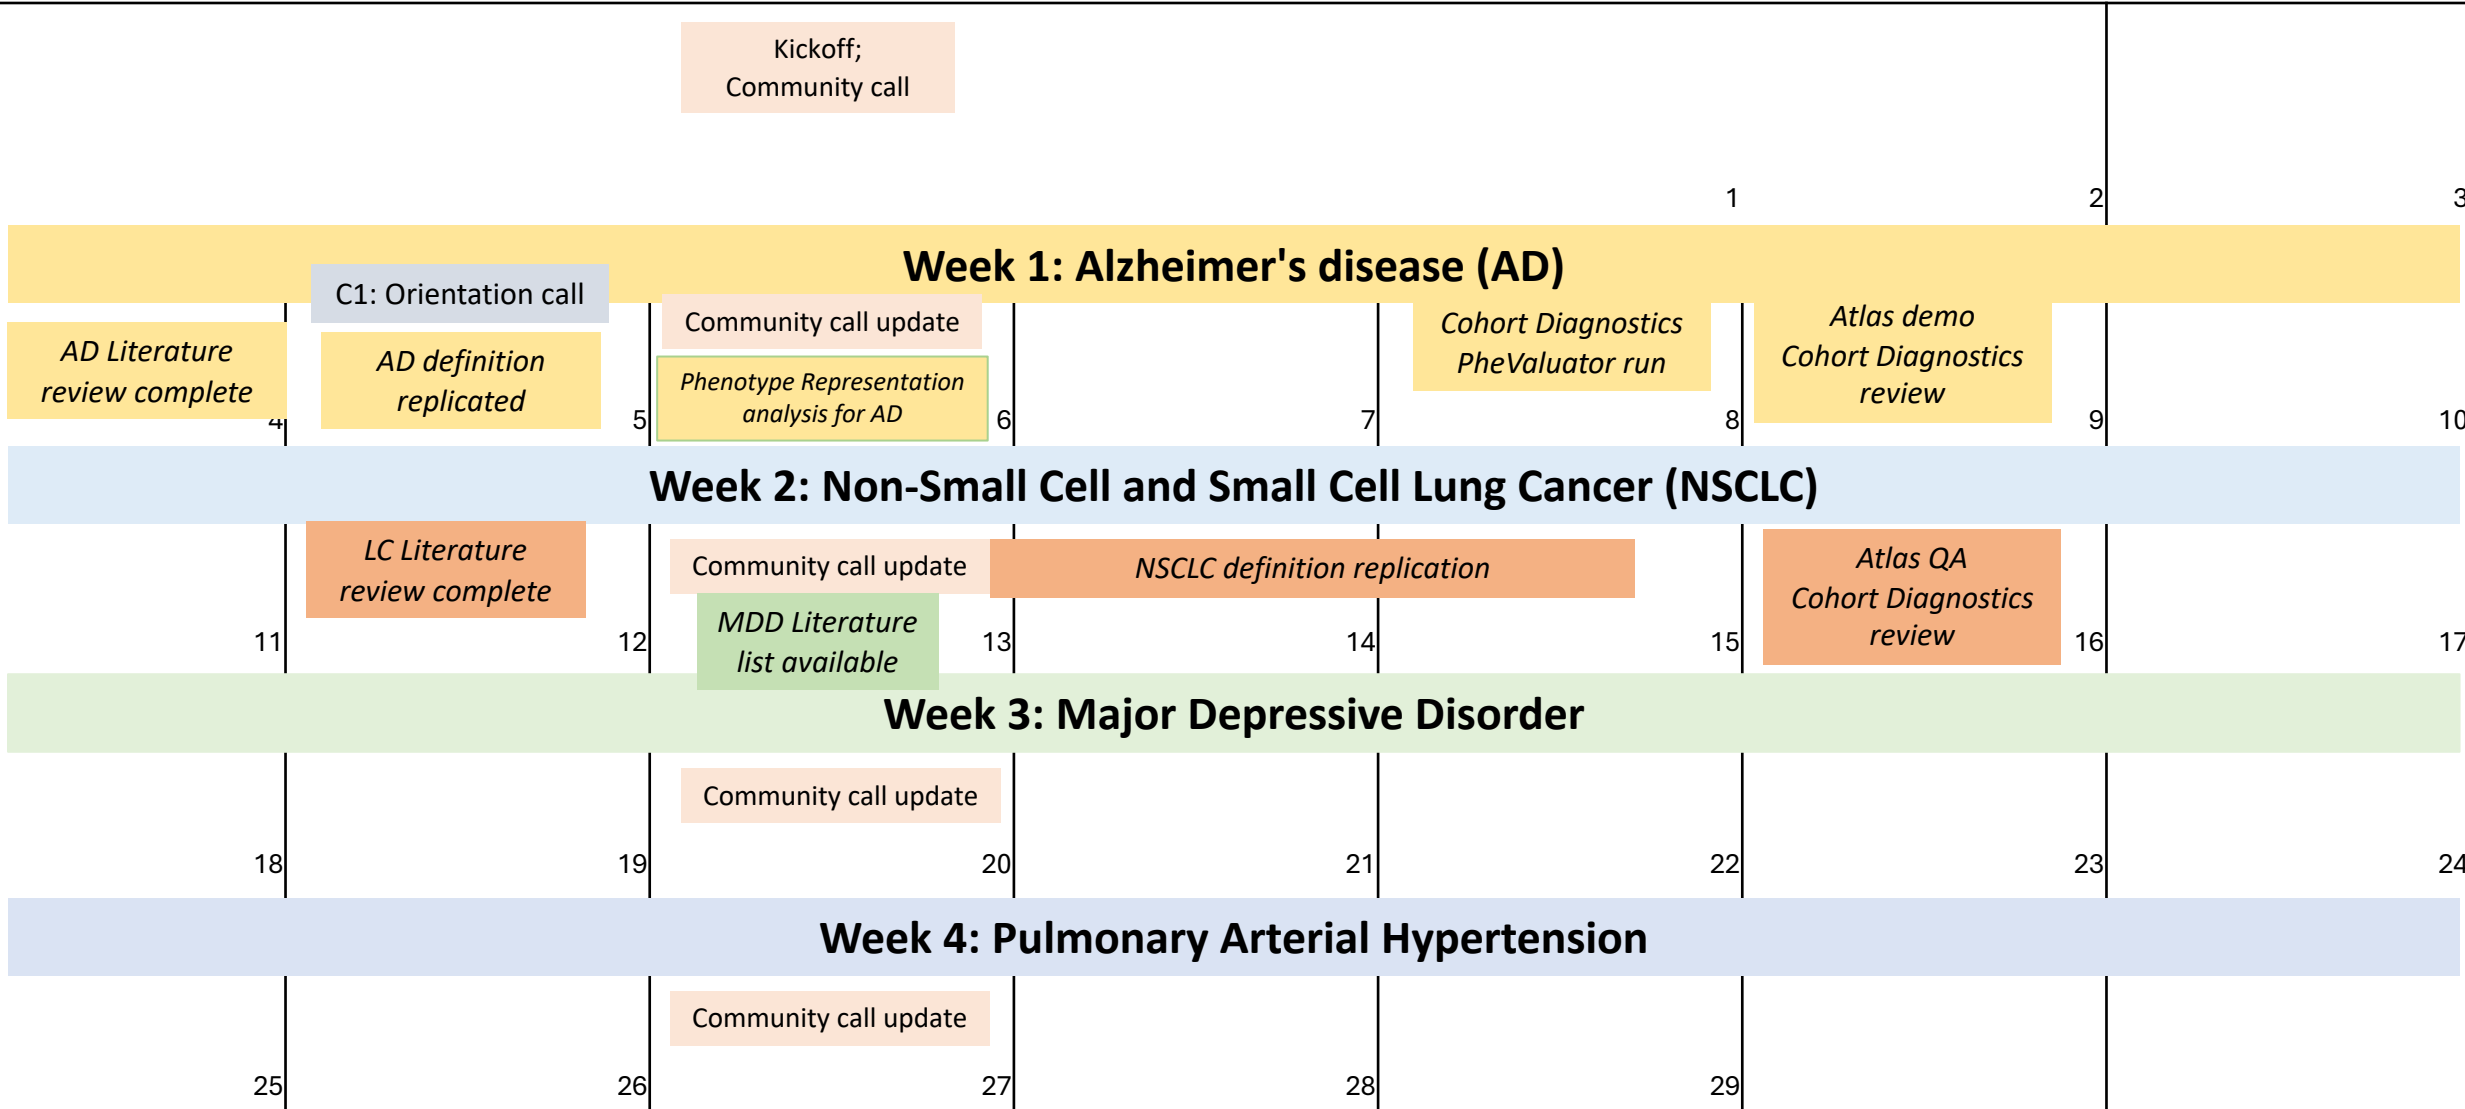 Kickoff;
Community call
1
2
3
Week 1: Alzheimer's disease (AD)
C1: Orientation call
AD Literature
review complete
AD definition
replicated
Community call update
Phenotype Representation
analysis for AD
Cohort Diagnostics
PheValuator run
Atlas demo
Cohort Diagnostics
review
4
5
6
7
8
9
10
Week 2: Non-Small Cell and Small Cell Lung Cancer (NSCLC)
LC Literature
review complete
Community call update
MDD Literature
list available
NSCLC definition replication
Atlas QA
Cohort Diagnostics
review
11
12
13
14
15
16
17
Week 3: Major Depressive Disorder
Community call update
18
19
20
21
22
23
24
Week 4: Pulmonary Arterial Hypertension
Community call update
25
26
27
28
29